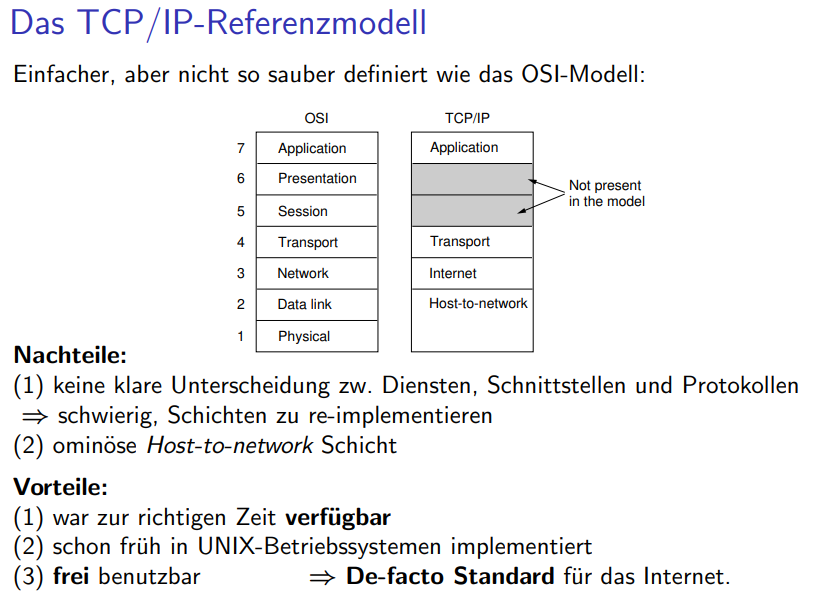 Das TCP/IP-Referenzmodell
Einfacher, aber nicht so sauber definiert wie das OSI-Modell:
OSI TCP/IP
7 Application Application
6 Presentation
Not present
in the model
5 Session
4 Transport Transport
3 Network Internet
2 Data link Host-to-network
1 Physical
Nachteile:
(1) keine klare Unterscheidung zw. Diensten, Schnittstellen und Protokollen
⇒ schwierig, Schichten zu re-implementieren
(2) ominöse Host-to-network Schicht
Vorteile:
(1) war zur richtigen Zeit verfügbar
(2) schon früh in UNIX-Betriebssystemen implementiert
(3) frei benutzbar ⇒ De-facto Standard für das Internet.